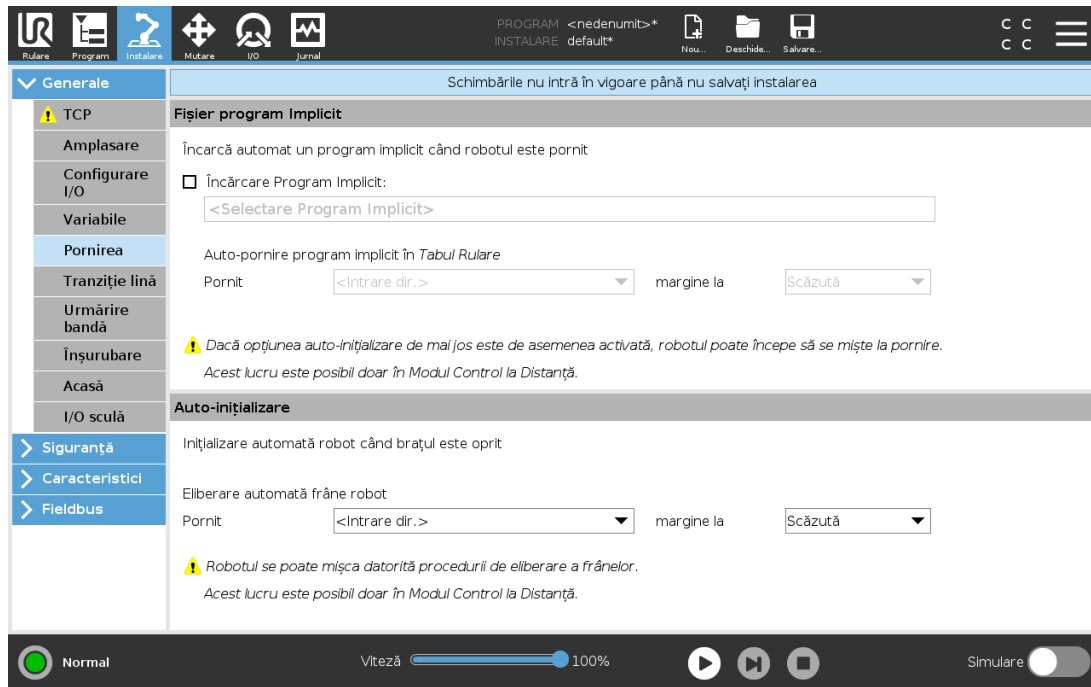 UR
PROGRAM <nedenumit>*
INSTALARE default*
C C
C C
Rulare Program Instalare Mutare I/O Jurnal Nou... Deschide... Salvare...
Generale
Schimbările nu intră în vigoare până nu salvați instalarea
TCP
Amplasare
Configurare
I/O
Variabile
Pornirea
Tranziție lină
Urmărire
bandă
Înșurubare
Acasă
I/O sculă
Siguranță
Caracteristici
Fieldbus
Fișier program Implicit
Încarcă automat un program implicit când robotul este pornit
Încărcare Program Implicit:
<Selectare Program Implicit>
Auto-pornire program implicit în Tabul Rulare
Pornit <Intrare dir.> margine la Scăzută
Dacă opțiunea auto-inițializare de mai jos este de asemenea activată, robotul poate începe să se miște la pornire.
Acest lucru este posibil doar în Modul Control la Distanță.
Auto-inițializare
Inițializare automată robot când brațul este oprit
Eliberare automată frâne robot
Pornit <Intrare dir.> margine la Scăzută
Robotul se poate mișca datorită procedurii de eliberare a frânelor.
Acest lucru este posibil doar în Modul Control la Distanță.
Normal Viteză 100% Simulare